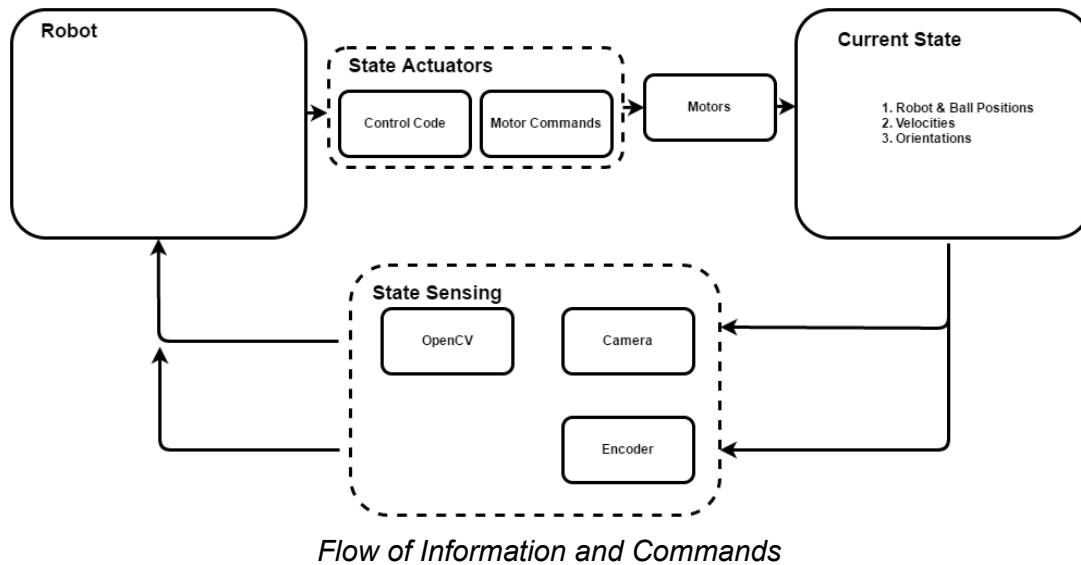 Robot
State Actuators
Control Code
Motor Commands
Motors
Current State
1. Robot & Ball Positions
2. Velocities
3. Orientations
State Sensing
OpenCV
Camera
Encoder
Flow of Information and Commands